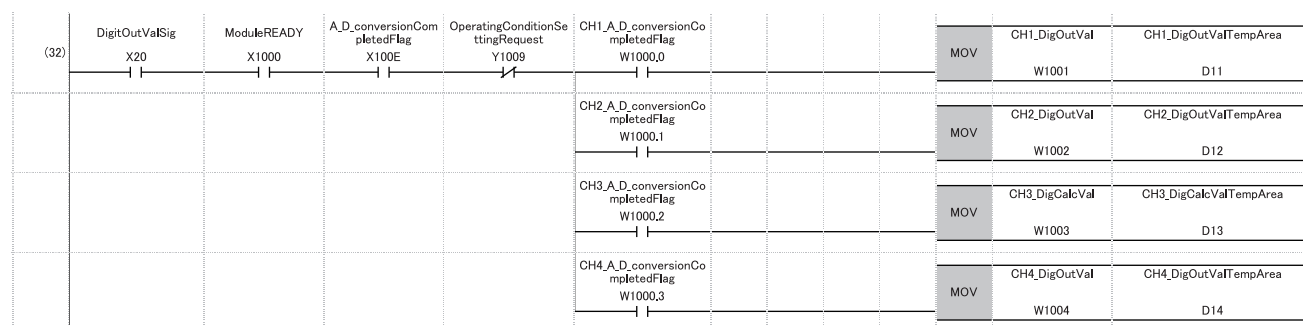 DigitOutValSig ModuleREADY A_D_conversionCom OperatingConditionSe CH1_A_D_conversionCo
pletedFlag ttingRequest mpletedFlag
(32) X20 X1000 X100E Y1009 W1000.0
MOV CH1_DigOutVal CH1_DigOutValTempArea
W1001 D11
CH2_A_D_conversionCo
mpletedFlag
W1000.1
MOV CH2_DigOutVal CH2_DigOutValTempArea
W1002 D12
CH3_A_D_conversionCo
mpletedFlag
W1000.2
MOV CH3_DigCalcVal CH3_DigCalcValTempArea
W1003 D13
CH4_A_D_conversionCo
mpletedFlag
W1000.3
MOV CH4_DigOutVal CH4_DigOutValTempArea
W1004 D14